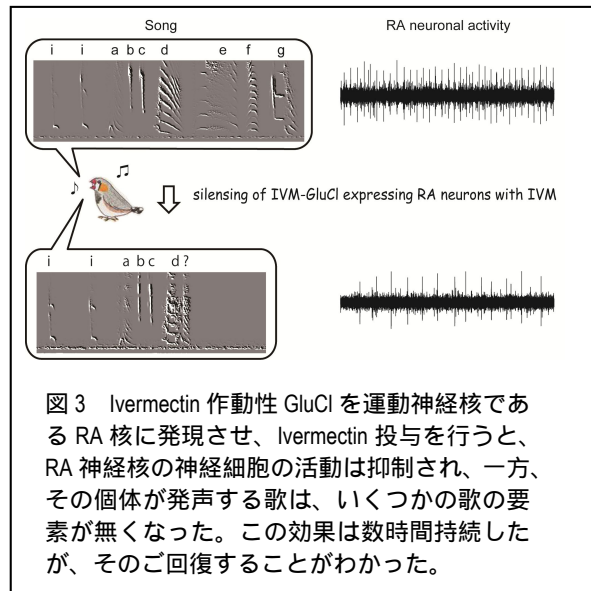 Song
RA neuronal activity
i i a b c d e f g
silensing of IVM-GluCl expressing RA neurons with IVM
i i a b c d ?
図 3 Ivermectin 作動性 GluCl を運動神経核であ
る RA 核に発現させ、Ivermectin 投与を行うと、
RA 神経核の神経細胞の活動は抑制され、一方、
その個体が発声する歌は、いくつかの歌の要
素が無くなった。この効果は数時間持続した
が、そのご回復することがわかった。